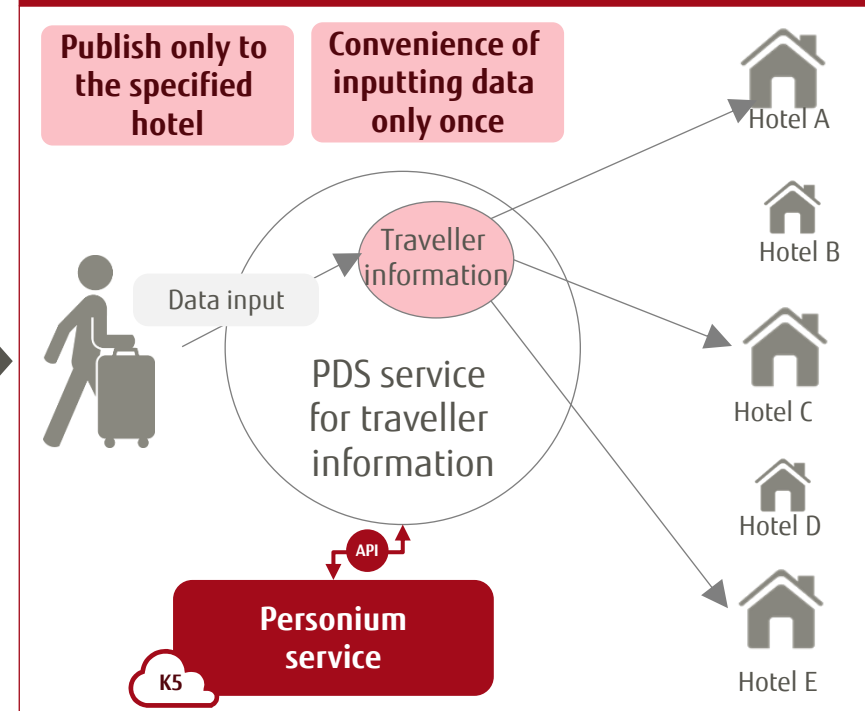 Publish only to
the specified
hotel
Convenience of
inputting data
only once
Hotel A
Hotel B
Traveller
information
Data input
PDS service
for traveller
information
Hotel C
Hotel D
API
Personium
service
K5
Hotel E